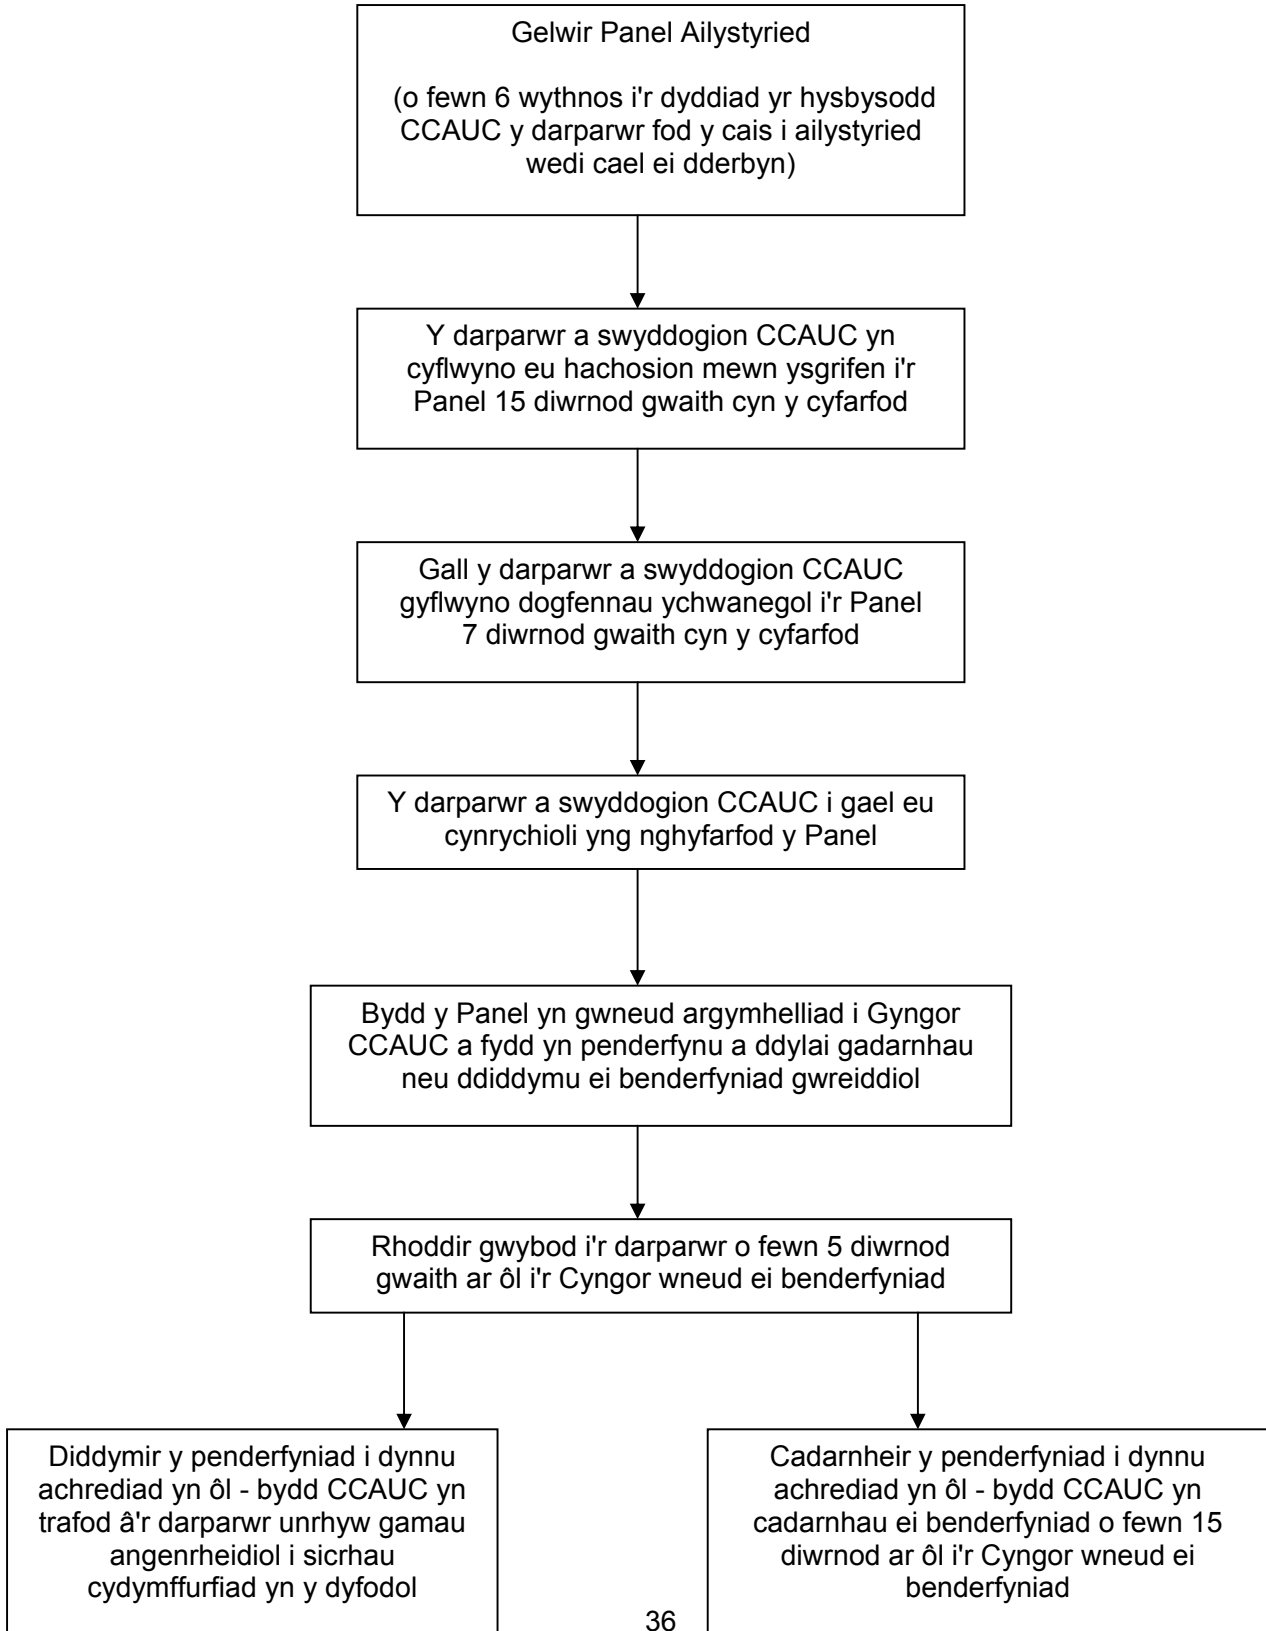 Gelwir Panel Ailystyried
(o fewn 6 wythnos i'r dyddiad yr hysbysodd
CCAUC y darparwr fod y cais i ailystyried
wedi cael ei dderbyn)
Y darparwr a swyddogion CCAUC yn
cyflwyno eu hachosion mewn ysgrifen i'r
Panel 15 diwrnod gwaith cyn y cyfarfod
Gall y darparwr a swyddogion CCAUC
gyflwyno dogfennau ychwanegol i'r Panel
7 diwrnod gwaith cyn y cyfarfod
Y darparwr a swyddogion CCAUC i gael eu
cynrychioli yng nghyfarfod y Panel
Bydd y Panel yn gwneud argymhelliad i Gyngor
CCAUC a fydd yn penderfynu a ddylai gadarnhau
neu ddiddymu ei benderfyniad gwreiddiol
Rhoddir gwybod i'r darparwr o fewn 5 diwrnod
gwaith ar ôl i'r Cyngor wneud ei benderfyniad
Diddymir y penderfyniad i dynnu
achrediad yn ôl - bydd CCAUC yn
trafod â'r darparwr unrhyw gamau
angenrheidiol i sicrhau
cydymffurfiad yn y dyfodol
Cadarnheir y penderfyniad i dynnu
achrediad yn ôl - bydd CCAUC yn
cadarnhau ei benderfyniad o fewn 15
diwrnod ar ôl i'r Cyngor wneud ei
benderfyniad
36